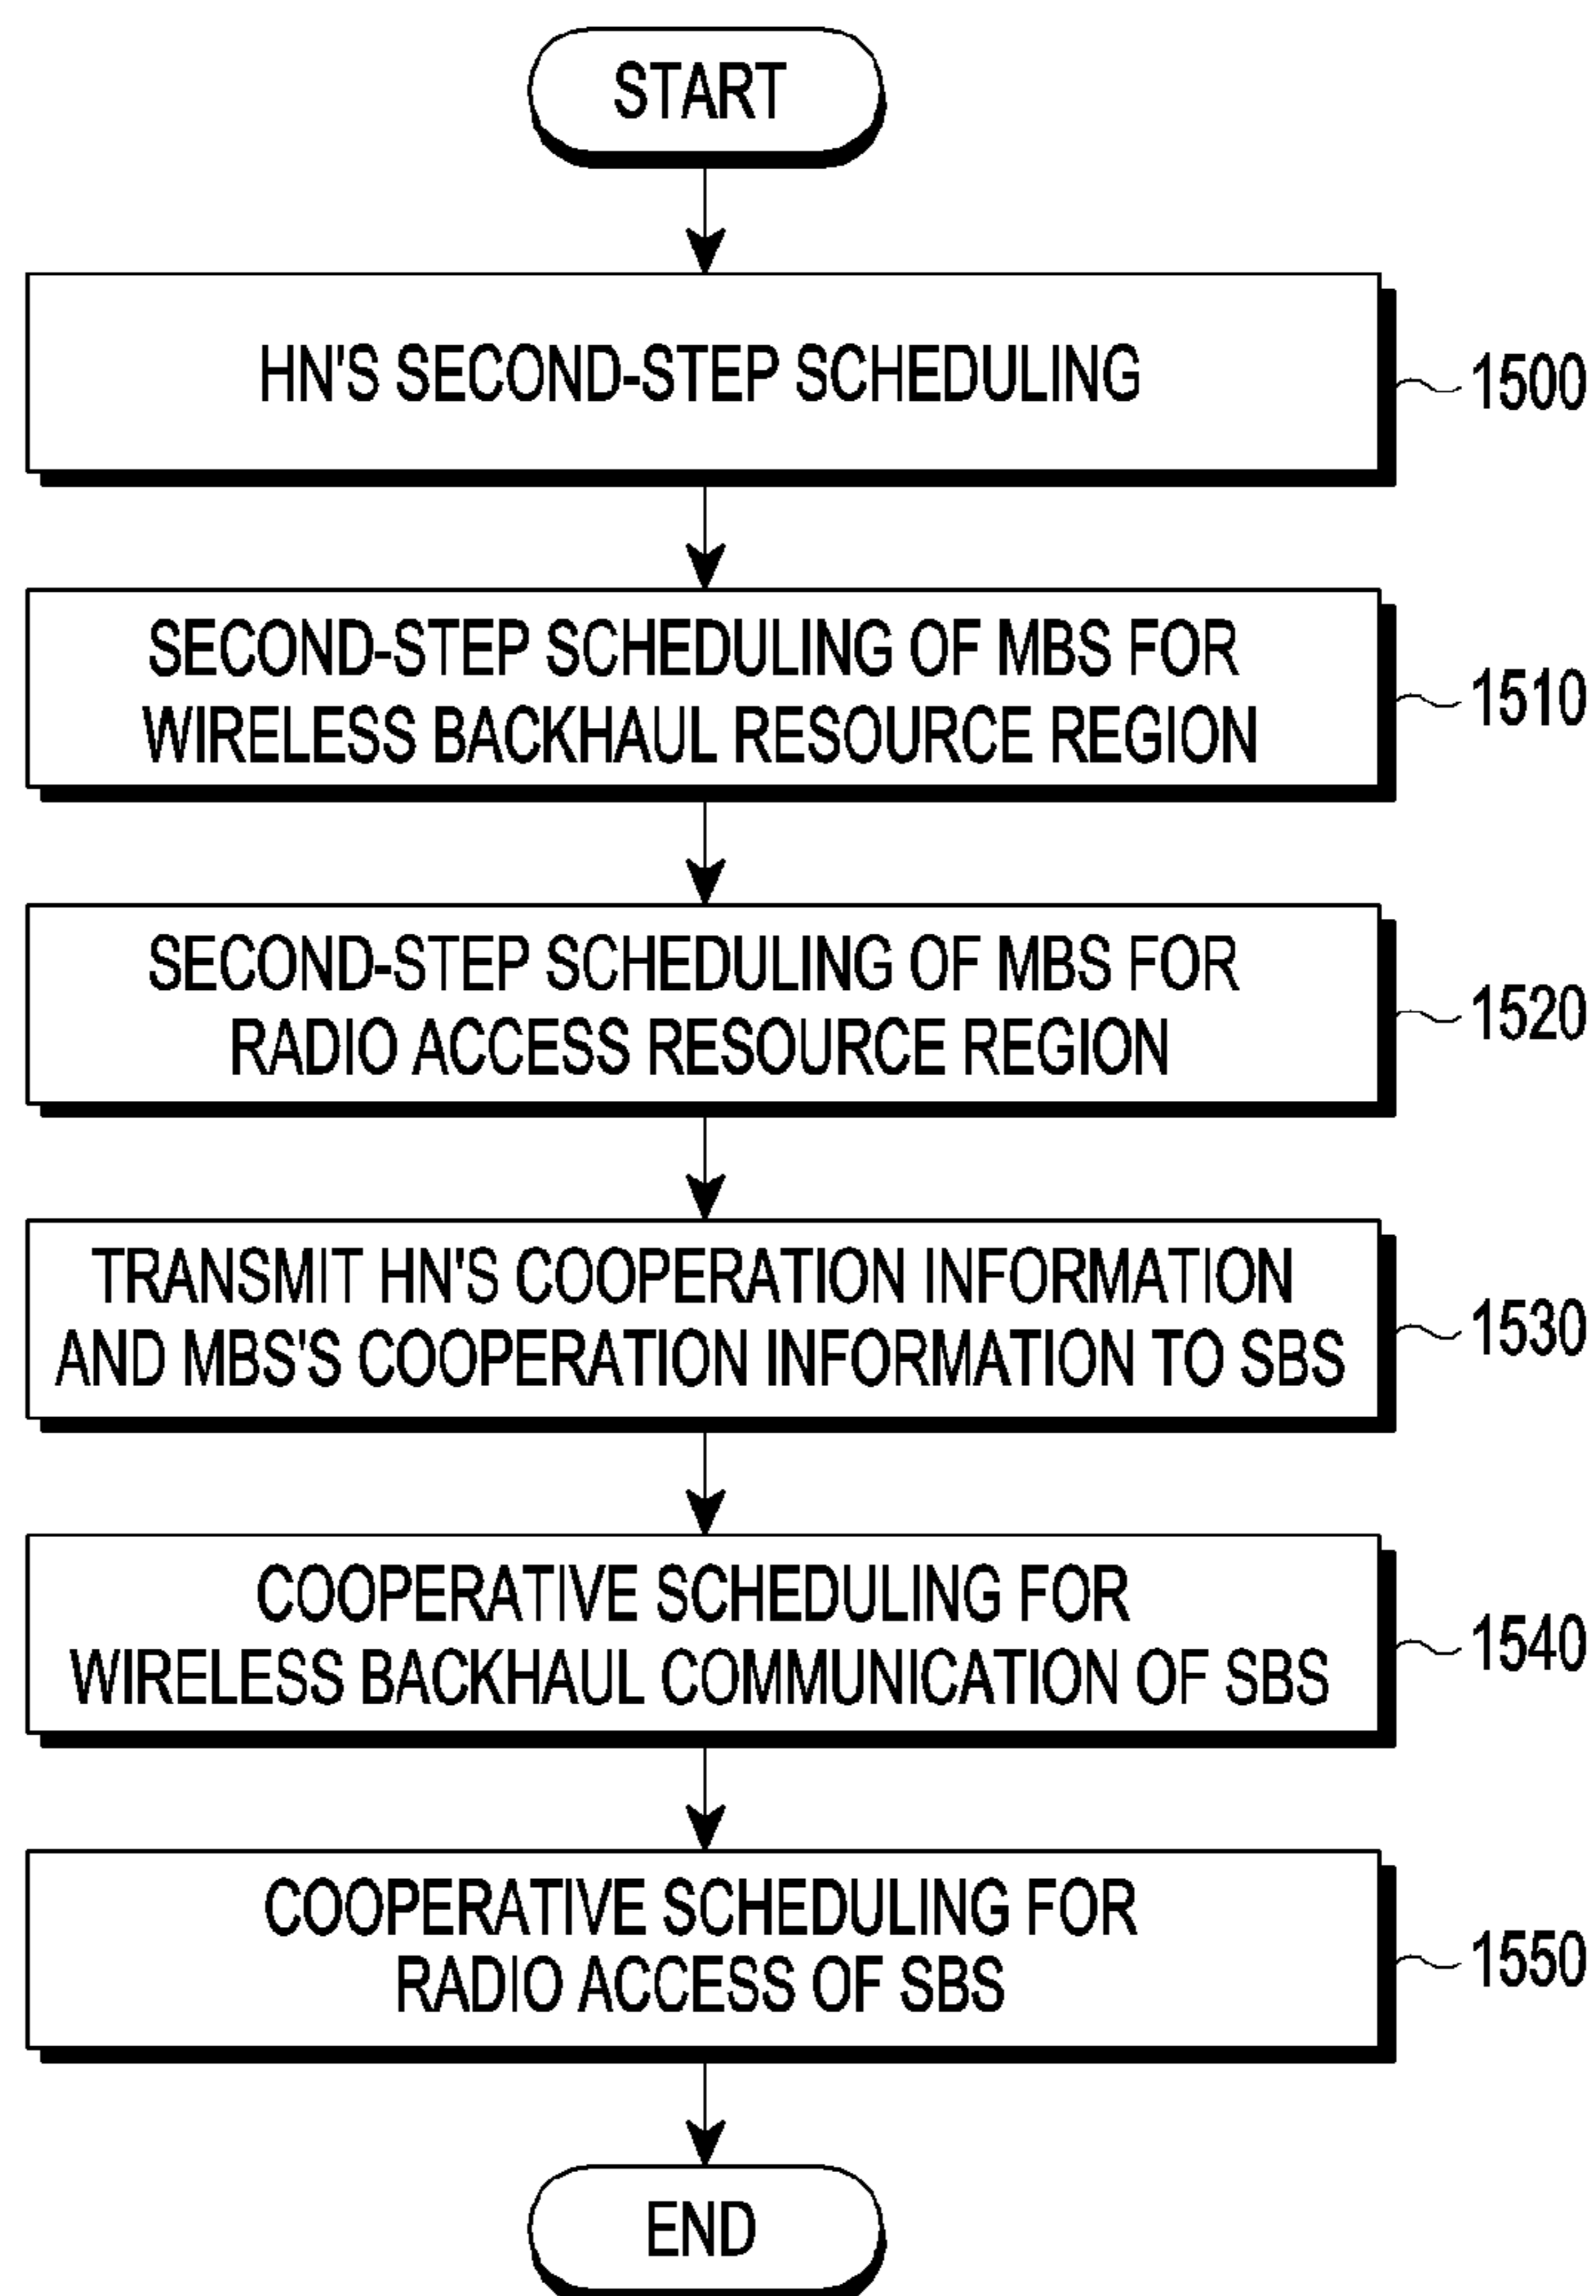 START
HN'S SECOND-STEP SCHEDULING
1500
SECOND-STEP SCHEDULING OF MBS FOR
WIRELESS BACKHAUL RESOURCE REGION
1510
SECOND-STEP SCHEDULING OF MBS FOR
RADIO ACCESS RESOURCE REGION
1520
TRANSMIT HN'S COOPERATION INFORMATION
AND MBS'S COOPERATION INFORMATION TO SBS
1530
COOPERATIVE SCHEDULING FOR
WIRELESS BACKHAUL COMMUNICATION OF SBS
1540
COOPERATIVE SCHEDULING FOR
RADIO ACCESS OF SBS
1550
END